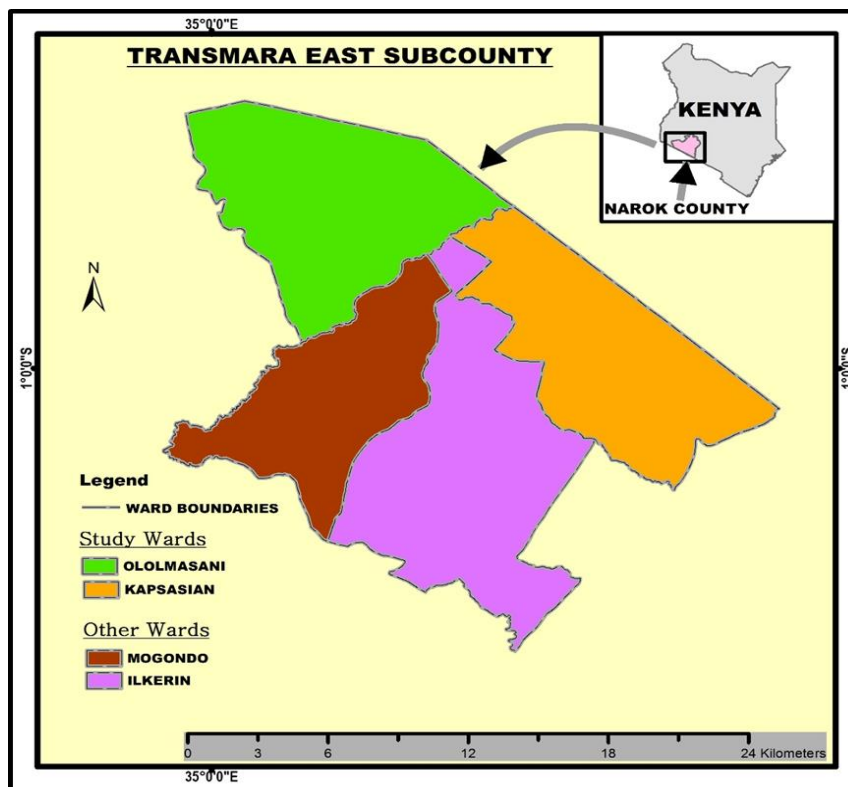 35°0'0"E
TRANSMARA EAST SUBCOUNTY
KENYA
NAROK COUNTY
N
1°0'0"S
1°0'0"S
Legend
WARD BOUNDARIES
Study Wards
OLOLMASANI
KAPSASIAN
Other Wards
MOGONDO
ILKERIN
0 3 6 12 18 24 Kilometers
35°0'0"E